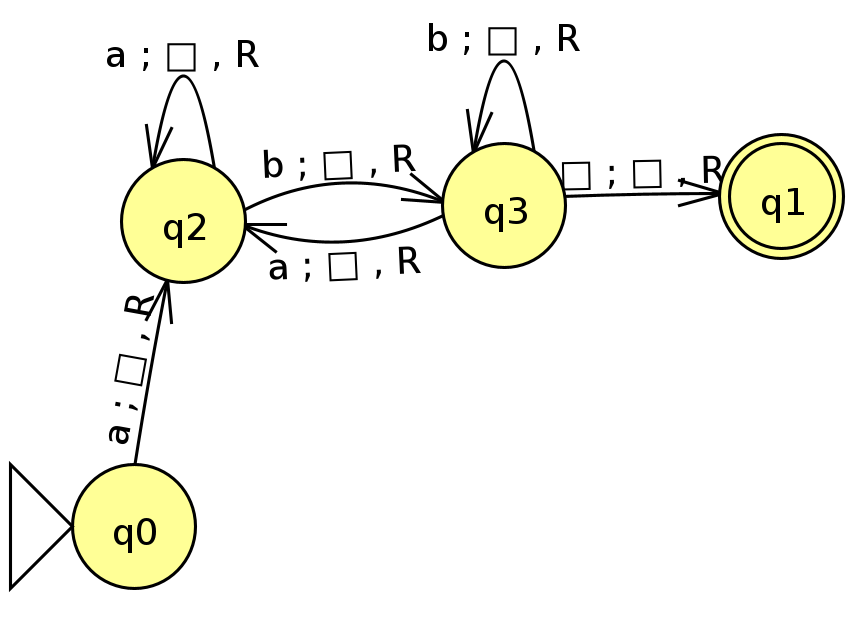 b ; □ , R
a ; □ , R
b ; □ , R
□ ; □ , R
q2
q3
q1
a ; □ , R
a ; □ , R
q0